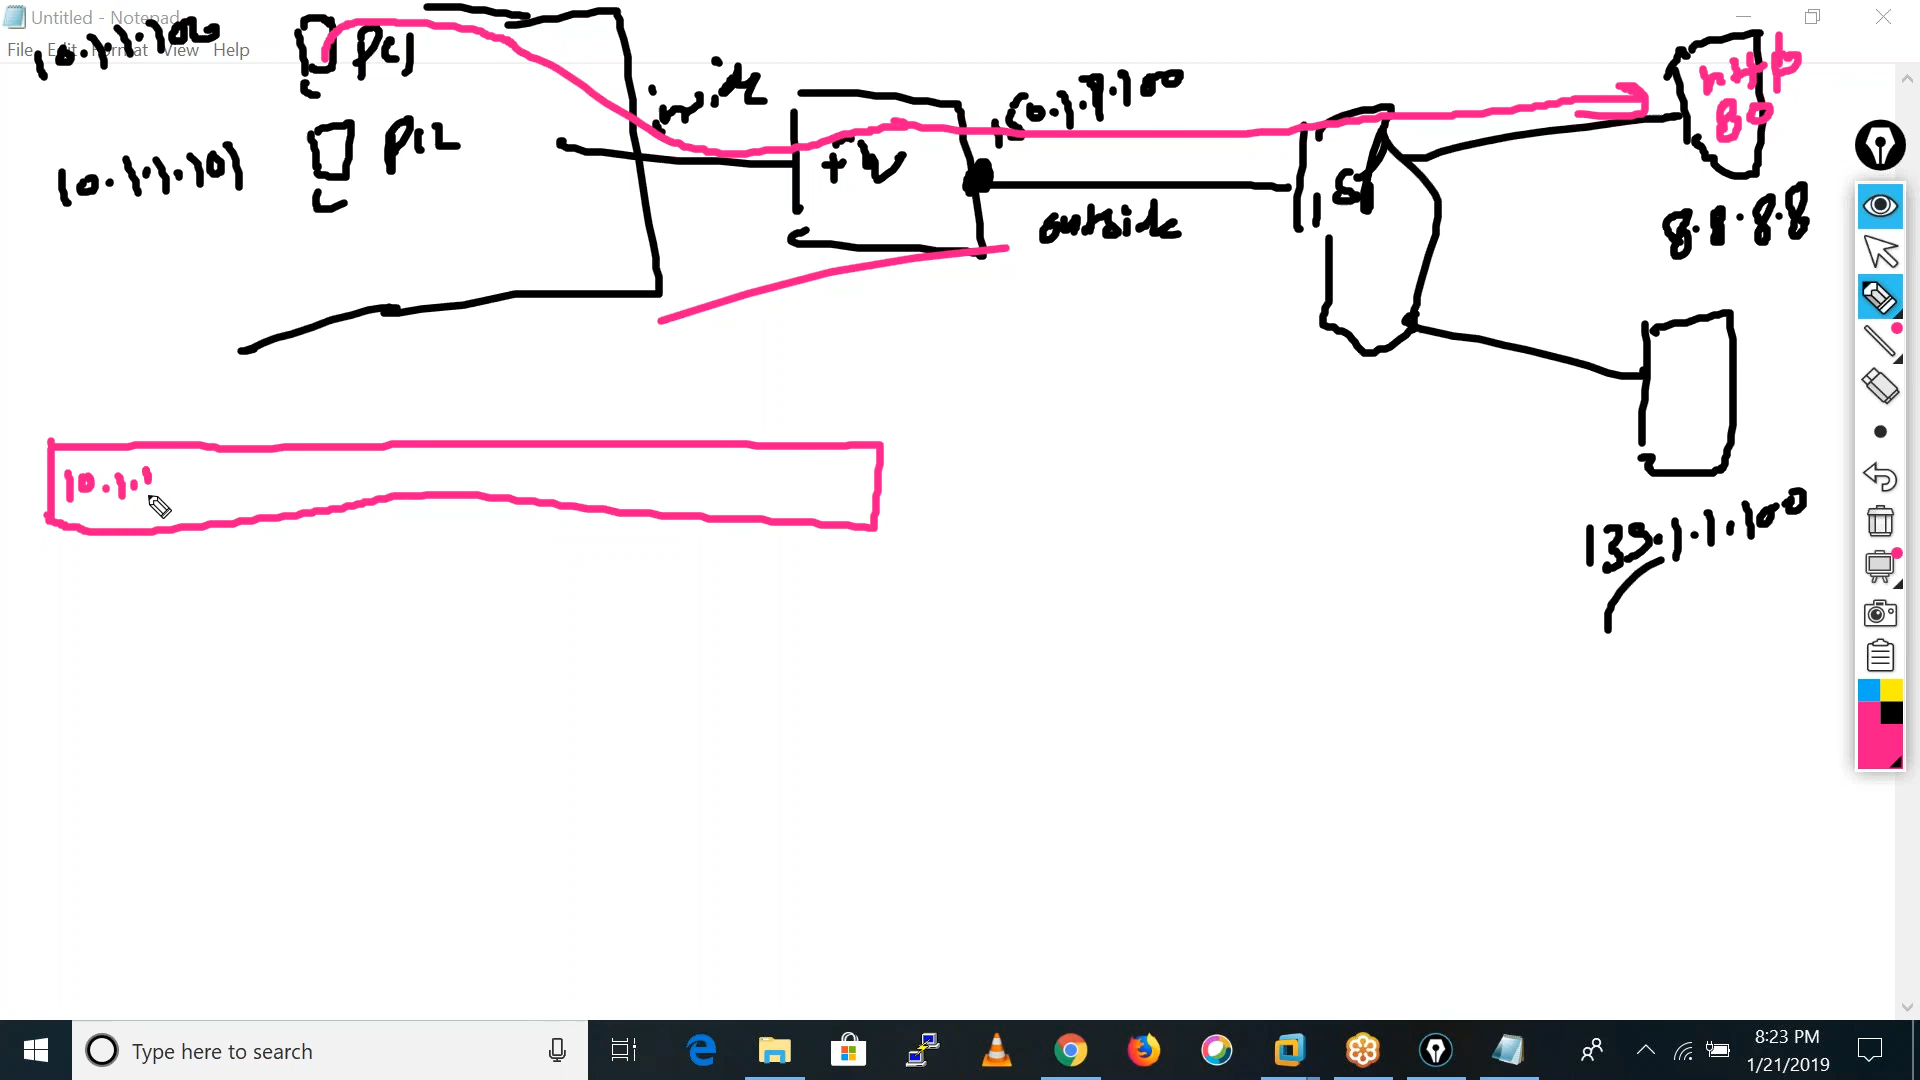 Untitled - Notepad
File Edit Format View Help
10.1.1.100
PC1
inside
10.1.1.100
http
80
10.1.1.101
PC2
FW
ISP
outside
8.8.8.8
10.1.1
139.1.1.100
Type here to search
8:23 PM
1/21/2019